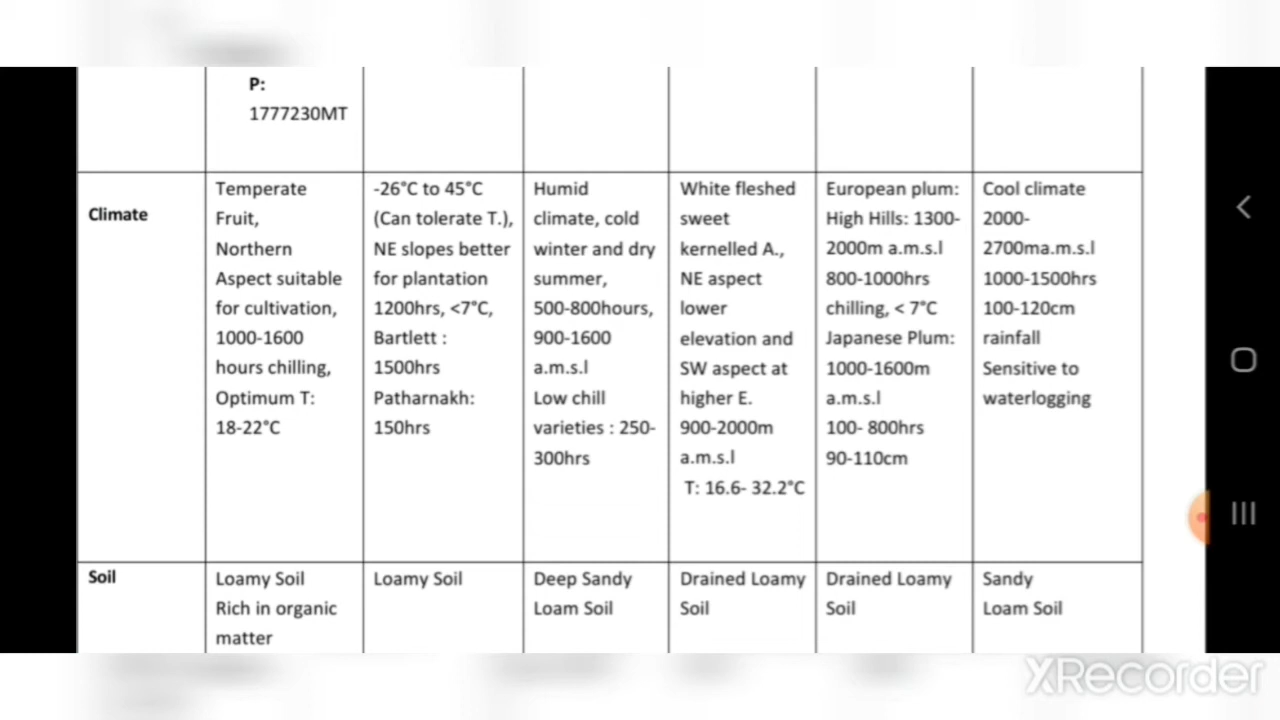 P:
1777230MT
Climate
Temperate
Fruit,
Northern
Aspect suitable
for cultivation,
1000-1600
hours chilling,
Optimum T:
18-22°C
-26°C to 45°C
(Can tolerate T.),
NE slopes better
for plantation
1200hrs, <7°C,
Bartlett :
1500hrs
Patharnakh:
150hrs
Humid
climate, cold
winter and dry
summer,
500-800hours,
900-1600
a.m.s.l
Low chill
varieties : 250-
300hrs
White fleshed
sweet
kernelled A.,
NE aspect
lower
elevation and
SW aspect at
higher E.
900-2000m
a.m.s.l
T: 16.6- 32.2°C
European plum:
High Hills: 1300-
2000m a.m.s.l
800-1000hrs
chilling, < 7°C
Japanese Plum:
1000-1600m
a.m.s.l
100- 800hrs
90-110cm
Cool climate
2000-
2700ma.m.s.l
1000-1500hrs
100-120cm
rainfall
Sensitive to
waterlogging
Soil
Loamy Soil
Rich in organic
matter
Loamy Soil
Deep Sandy
Loam Soil
Drained Loamy
Soil
Drained Loamy
Soil
Sandy
Loam Soil
XRecorder